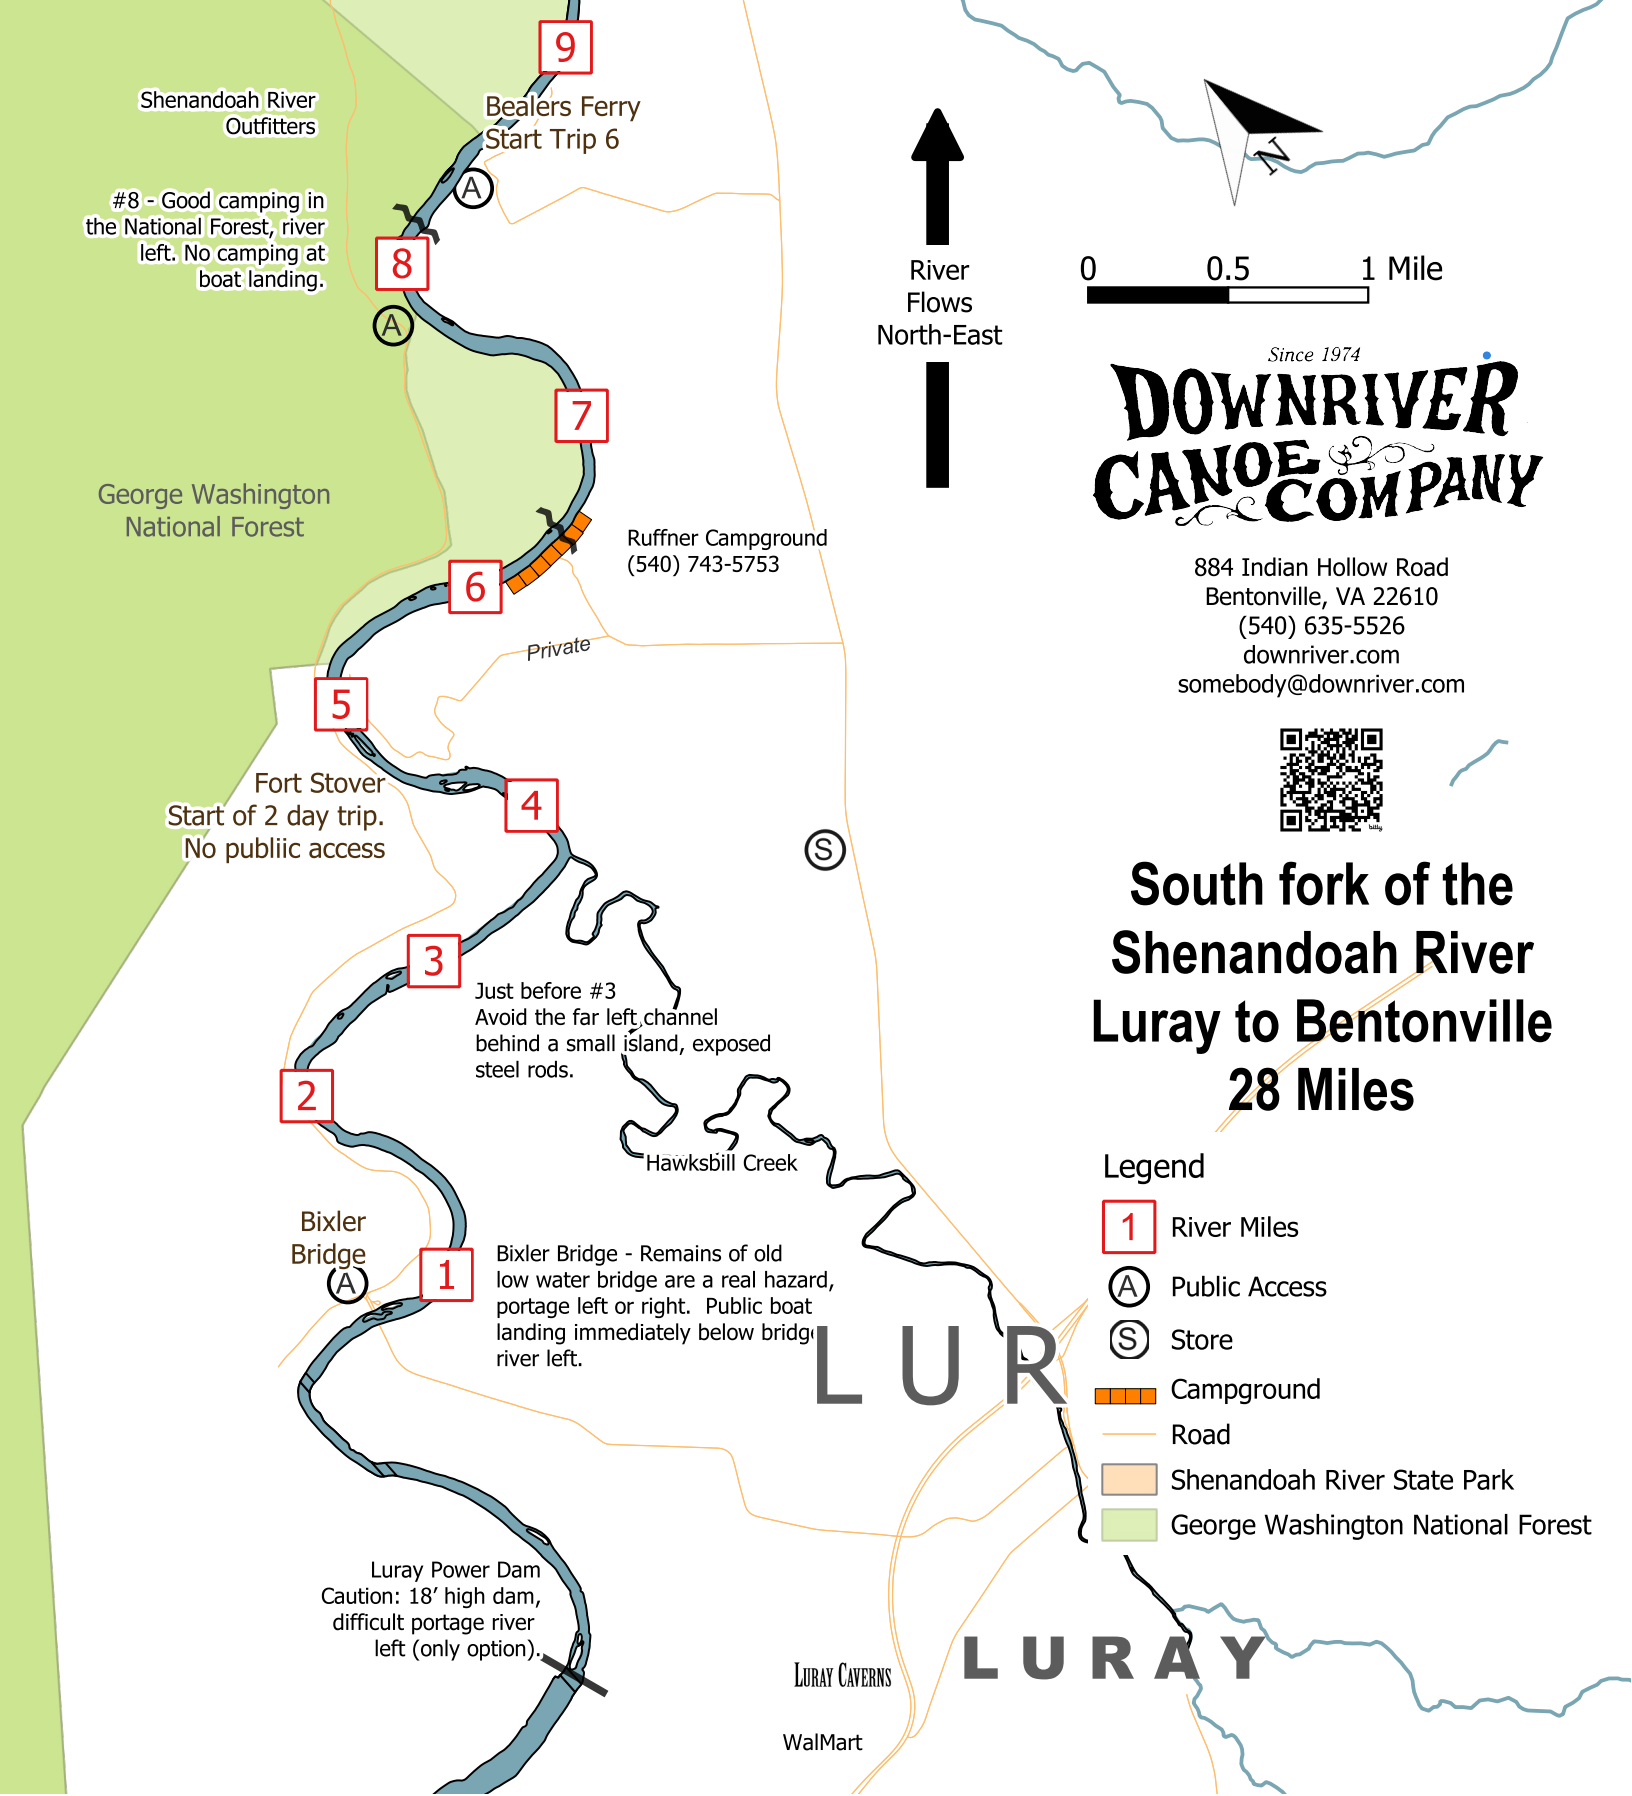 9
Bealers Ferry
Start Trip 6
Shenandoah River
Outfitters
A
#8 - Good camping in
the National Forest, river
left. No camping at
boat landing.
8
A
7
George Washington
National Forest
Ruffner Campground
(540) 743-5753
6
Private
5
Fort Stover
Start of 2 day trip.
No publiic access
4
S
3
Just before #3
Avoid the far left channel
behind a small island, exposed
steel rods.
2
Hawksbill Creek
Bixler
Bridge
A
1
Bixler Bridge - Remains of old
low water bridge are a real hazard,
portage left or right. Public boat
landing immediately below bridge
river left.
LUR
Luray Power Dam
Caution: 18’ high dam,
difficult portage river
left (only option).
LURAY
LURAY CAVERNS
WalMart
N
River
Flows
North-East
0 0.5 1 Mile
Since 1974
DOWNRIVER
CANOE
COMPANY
884 Indian Hollow Road
Bentonville, VA 22610
(540) 635-5526
downriver.com
somebody@downriver.com
bitly
South fork of the
Shenandoah River
Luray to Bentonville
28 Miles
Legend
1 River Miles
A Public Access
S Store
Campground
Road
Shenandoah River State Park
George Washington National Forest